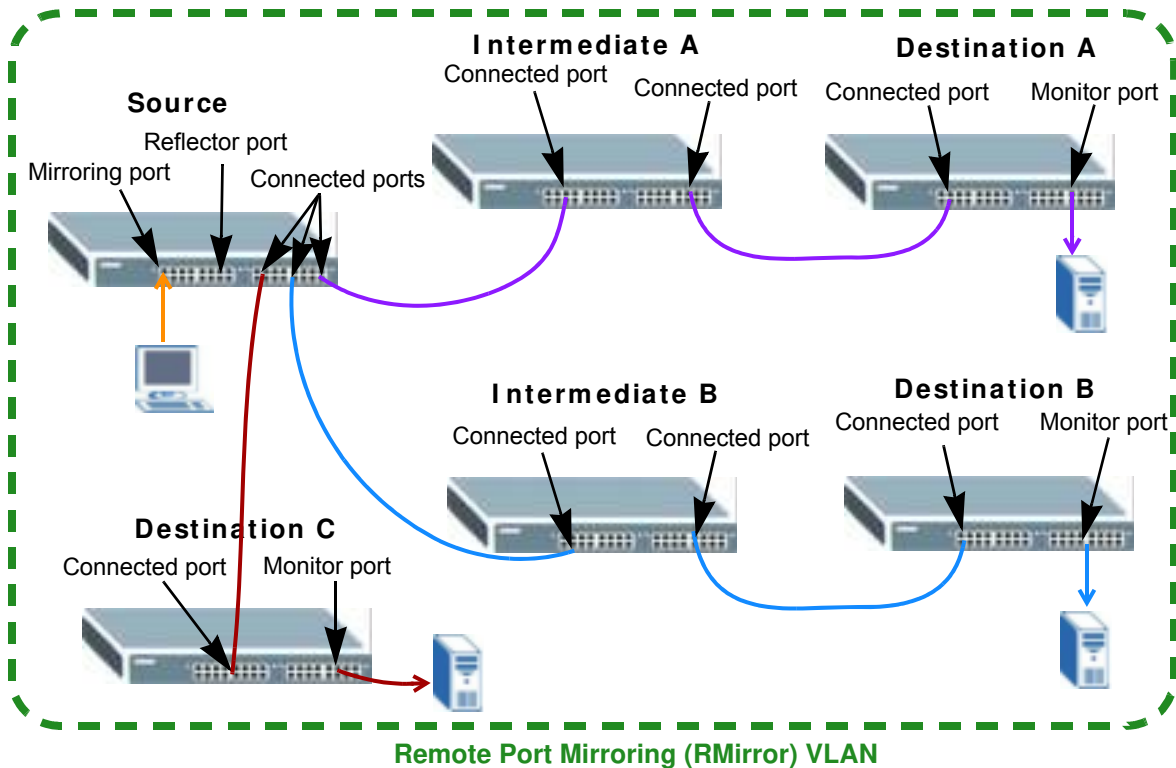 Intermediate A
Connected port
Connected port
Destination A
Connected port
Monitor port
Source
Reflector port
Mirroring port
Connected ports
Intermediate B
Connected port
Connected port
Destination B
Connected port
Monitor port
Destination C
Connected port
Monitor port
Remote Port Mirroring (RMirror) VLAN